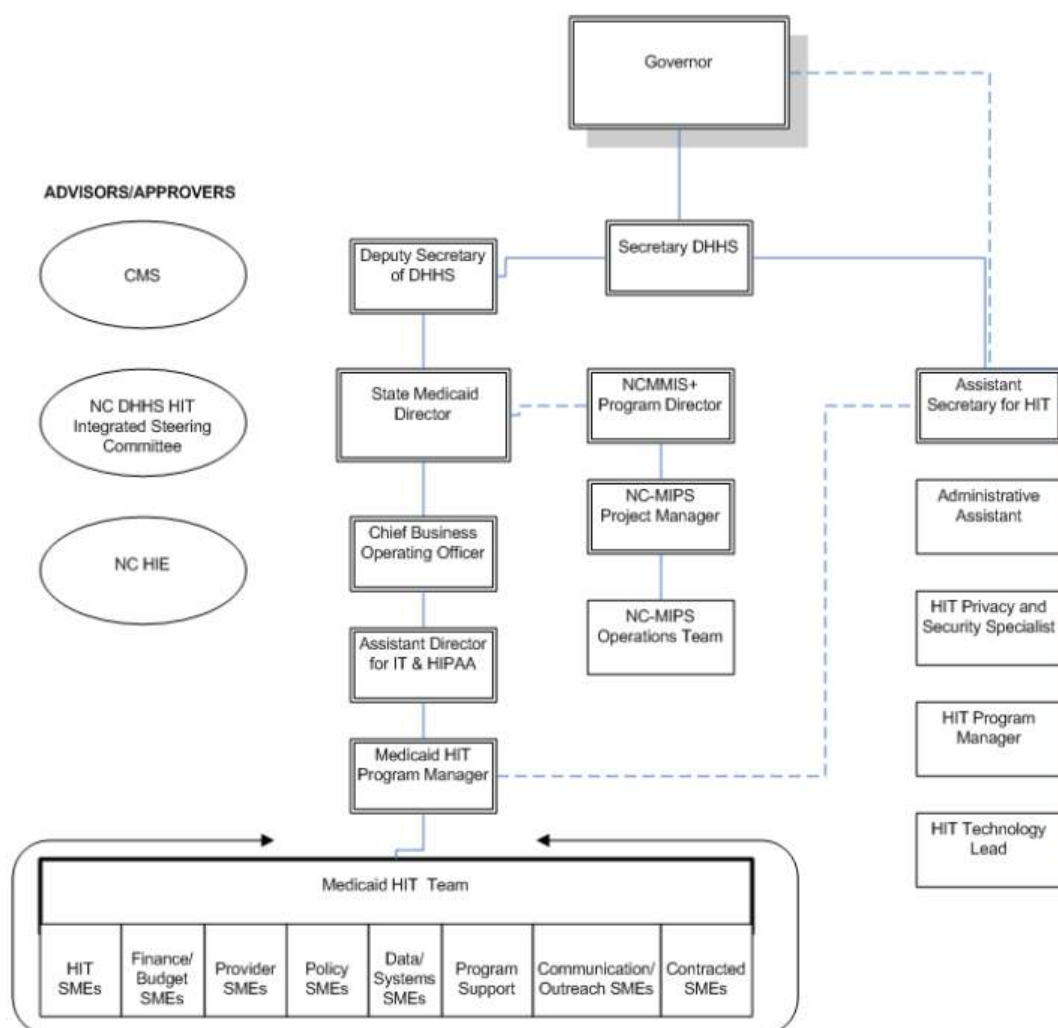 Governor
ADVISORS/APPROVERS
CMS
NC DHHS HIT
Integrated Steering
Committee
NC HIE
Deputy Secretary
of DHHS
Secretary DHHS
State Medicaid
Director
NCMMIS+
Program Director
Assistant
Secretary for HIT
Chief Business
Operating Officer
NC-MIPS
Project Manager
Administrative
Assistant
Assistant Director
for IT & HIPAA
NC-MIPS
Operations Team
HIT Privacy and
Security Specialist
Medicaid HIT
Program Manager
HIT Program
Manager
HIT Technology
Lead
Medicaid HIT Team
HIT
SMEs
Finance/
Budget
SMEs
Provider
SMEs
Policy
SMEs
Data/
Systems
SMEs
Program
Support
Communication/
Outreach SMEs
Contracted
SMEs